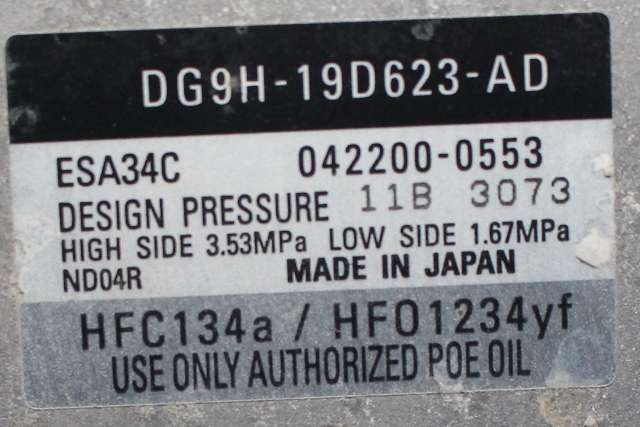 DG9H-19D623-AD
ESA34C 042200-0553
DESIGN PRESSURE 11B 3073
HIGH SIDE 3.53MPa LOW SIDE 1.67MPa
ND04R MADE IN JAPAN
HFC134a / HFO1234yf
USE ONLY AUTHORIZED POE OIL